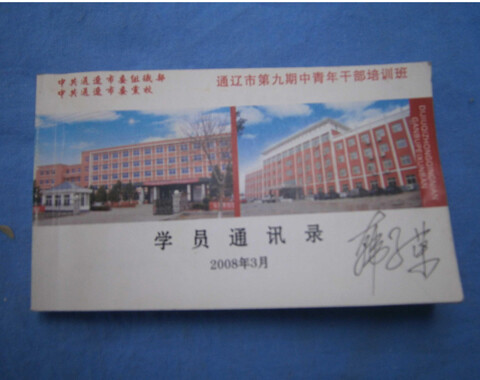 中共通辽市委组织部
中共通辽市委党校
通辽市第九期中青年干部培训班
学员通讯录
2008年3月